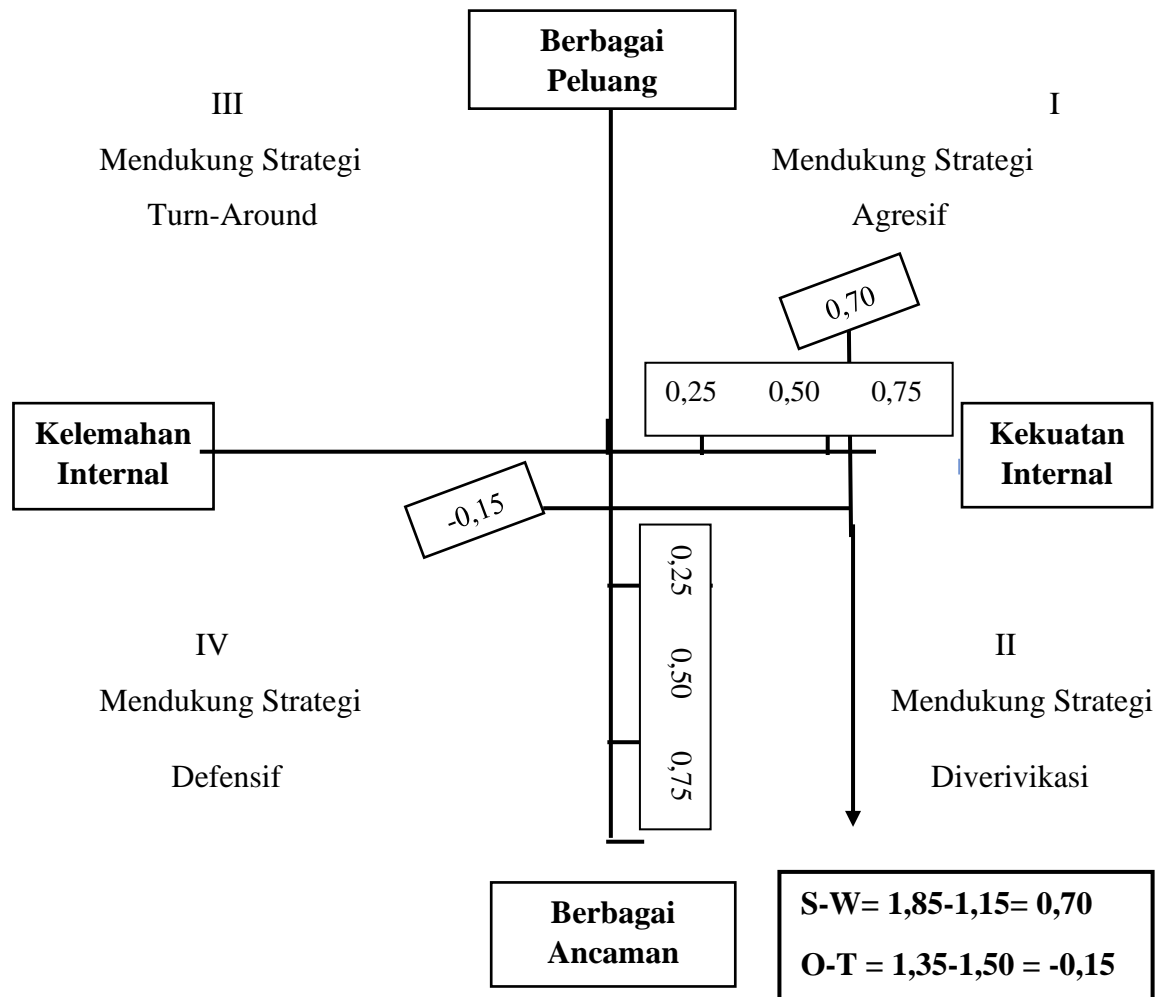 Berbagai
Peluang
III
Mendukung Strategi
Turn-Around
I
Mendukung Strategi
Agresif
0,70
0,25 0,50 0,75
Kelemahan
Internal
Kekuatan
Internal
-0,15
0,25 0,50 0,75
IV
Mendukung Strategi
Defensif
II
Mendukung Strategi
Diverivikasi
Berbagai
Ancaman
S-W= 1,85-1,15= 0,70
O-T = 1,35-1,50 = -0,15